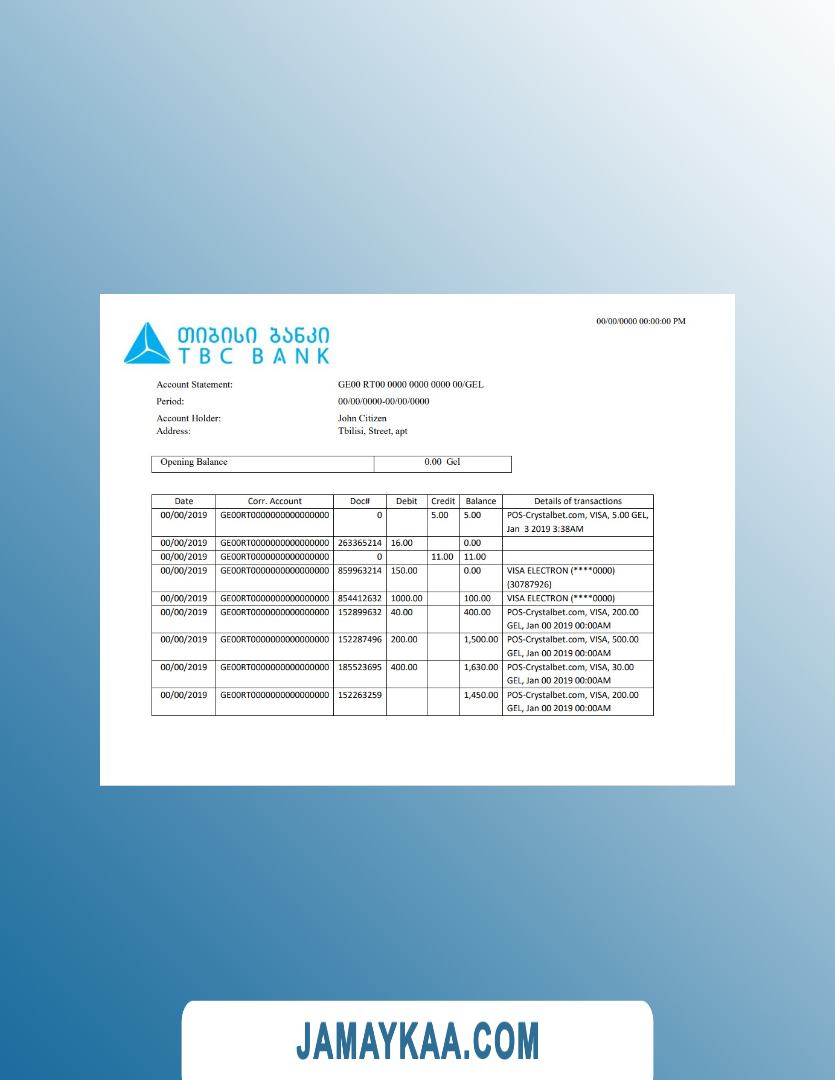 00/00/0000 00:00:00 PM
თიბისი ბანკი
TBC BANK
Account Statement: GE00 RT00 0000 0000 0000 00/GEL
Period: 00/00/0000-00/00/0000
Account Holder: John Citizen
Address: Tbilisi, Street, apt
Opening Balance 0.00 Gel
Date Corr. Account Doc# Debit Credit Balance Details of transactions
00/00/2019 GE00RT0000000000000000 0 5.00 5.00 POS-Crystalbet.com, VISA, 5.00 GEL,
Jan 3 2019 3:38AM
00/00/2019 GE00RT0000000000000000 263365214 16.00 0.00
00/00/2019 GE00RT0000000000000000 0 11.00 11.00
00/00/2019 GE00RT0000000000000000 859963214 150.00 0.00 VISA ELECTRON (****0000)
(30787926)
00/00/2019 GE00RT0000000000000000 854412632 1000.00 100.00 VISA ELECTRON (****0000)
00/00/2019 GE00RT0000000000000000 152899632 40.00 400.00 POS-Crystalbet.com, VISA, 200.00
GEL, Jan 00 2019 00:00AM
00/00/2019 GE00RT0000000000000000 152287496 200.00 1,500.00 POS-Crystalbet.com, VISA, 500.00
GEL, Jan 00 2019 00:00AM
00/00/2019 GE00RT0000000000000000 185523695 400.00 1,630.00 POS-Crystalbet.com, VISA, 30.00
GEL, Jan 00 2019 00:00AM
00/00/2019 GE00RT0000000000000000 152263259 1,450.00 POS-Crystalbet.com, VISA, 200.00
GEL, Jan 00 2019 00:00AM
JAMAYKAA.COM